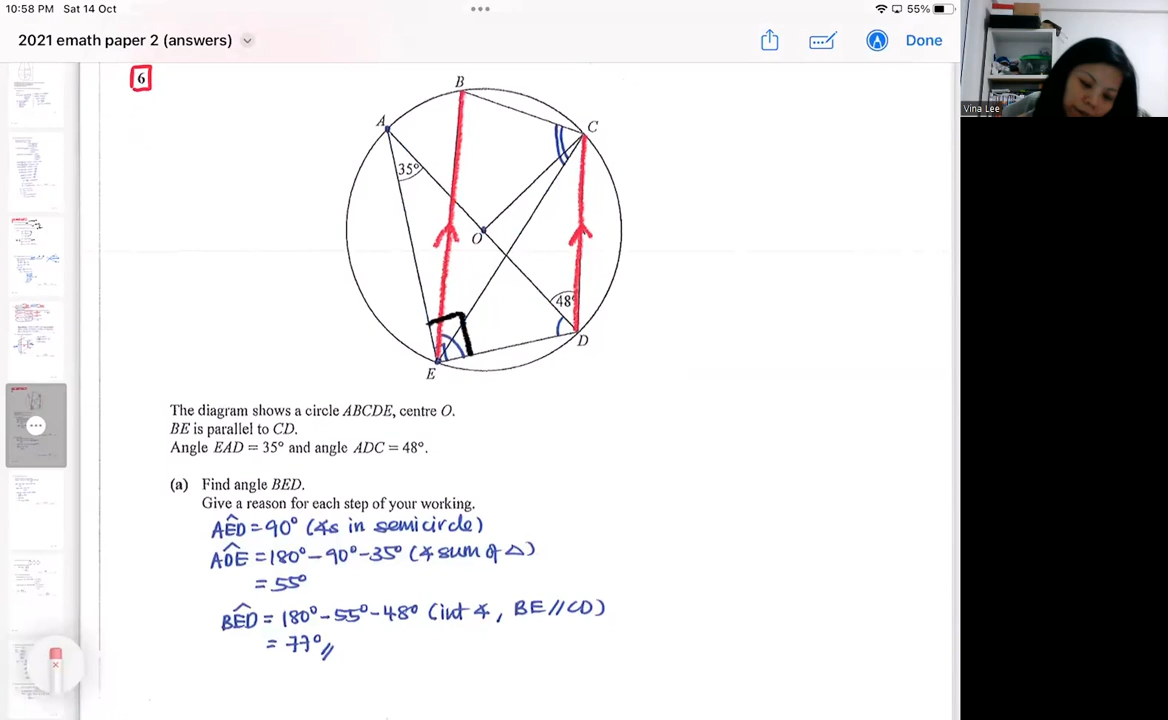 10:58 PM Sat 14 Oct
55%
2021 emath paper 2 (answers)
Done
Vina Lee
6
B
A
C
35°
O
48°
D
E
The diagram shows a circle ABCDE, centre O.
BE is parallel to CD.
Angle EAD = 35° and angle ADC = 48°.
(a) Find angle BED.
Give a reason for each step of your working.
AÊD = 90° (∡s in semicircle)
AD̂E = 180° – 90° – 35° (∡ sum of △)
= 55°
BÊD = 180° – 55° – 48° (int ∡, BE // CD)
= 77° //